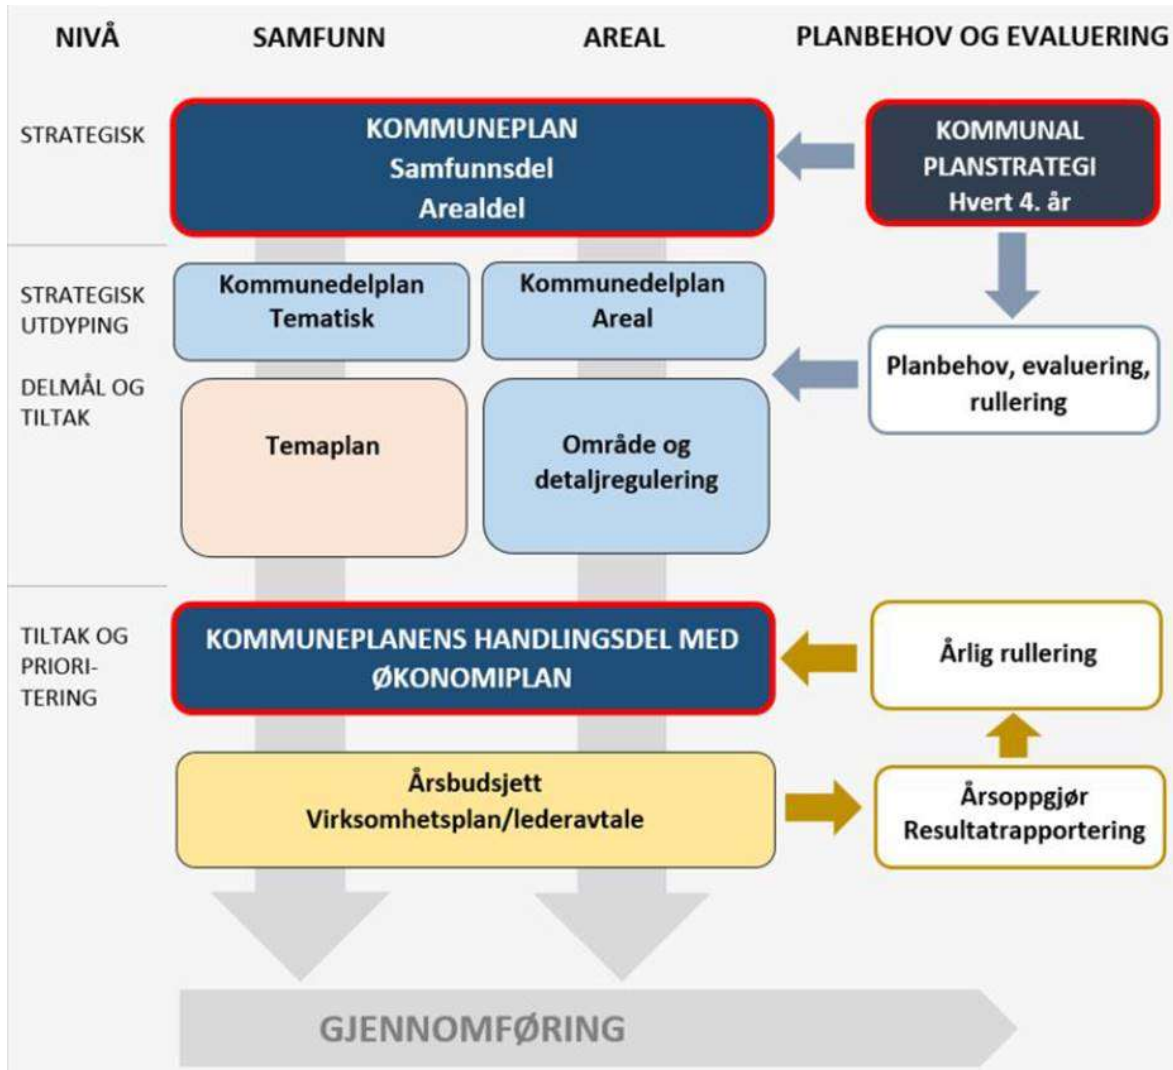 NIVÅ
SAMFUNN
AREAL
PLANBEHOV OG EVALUERING
STRATEGISK
KOMMUNEPLAN
Samfunnsdel
Arealdel
KOMMUNAL
PLANSTRATEGI
Hvert 4. år
STRATEGISK
UTDYPING
Kommunedelplan
Tematisk
Kommunedelplan
Areal
Planbehov, evaluering,
rullering
DELMÅL OG
TILTAK
Temaplan
Område og
detaljregulering
TILTAK OG
PRIORI-
TERING
KOMMUNEPLANENS HANDLINGSDEL MED
ØKONOMIPLAN
Årlig rullering
Årsbudsjett
Virksomhetsplan/lederavtale
Årsoppgjør
Resultatrapportering
GJENNOMFØRING